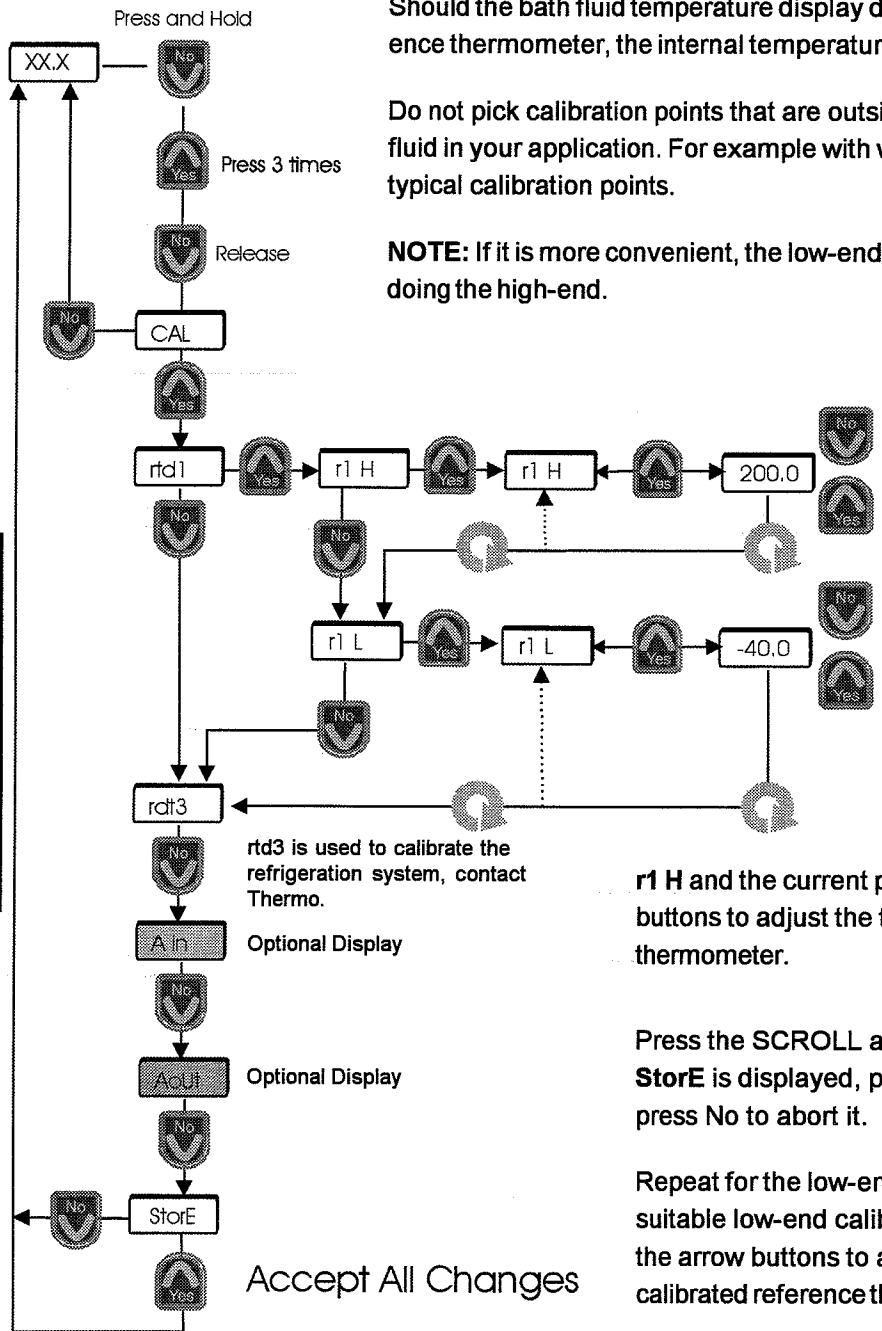 Should the bath fluid temperature display d
ence thermometer, the internal temperatur
Do not pick calibration points that are outsi
fluid in your application. For example with v
typical calibration points.
NOTE: If it is more convenient, the low-end
doing the high-end.
Press and Hold
XX.X
No
Yes
Press 3 times
No
Release
No
CAL
Yes
rtd1
Yes
r1 H
Yes
r1 H
Yes
200.0
No
Yes
No
No
r1 L
Yes
r1 L
Yes
-40.0
No
Yes
No
rdt3
No
rtd3 is used to calibrate the
refrigeration system, contact
Thermo.
A In
Optional Display
No
AoUt
Optional Display
No
StorE
No
Yes
Accept All Changes
r1 H and the current p
buttons to adjust the t
thermometer.
Press the SCROLL a
StorE is displayed, p
press No to abort it.
Repeat for the low-en
suitable low-end calib
the arrow buttons to a
calibrated reference th